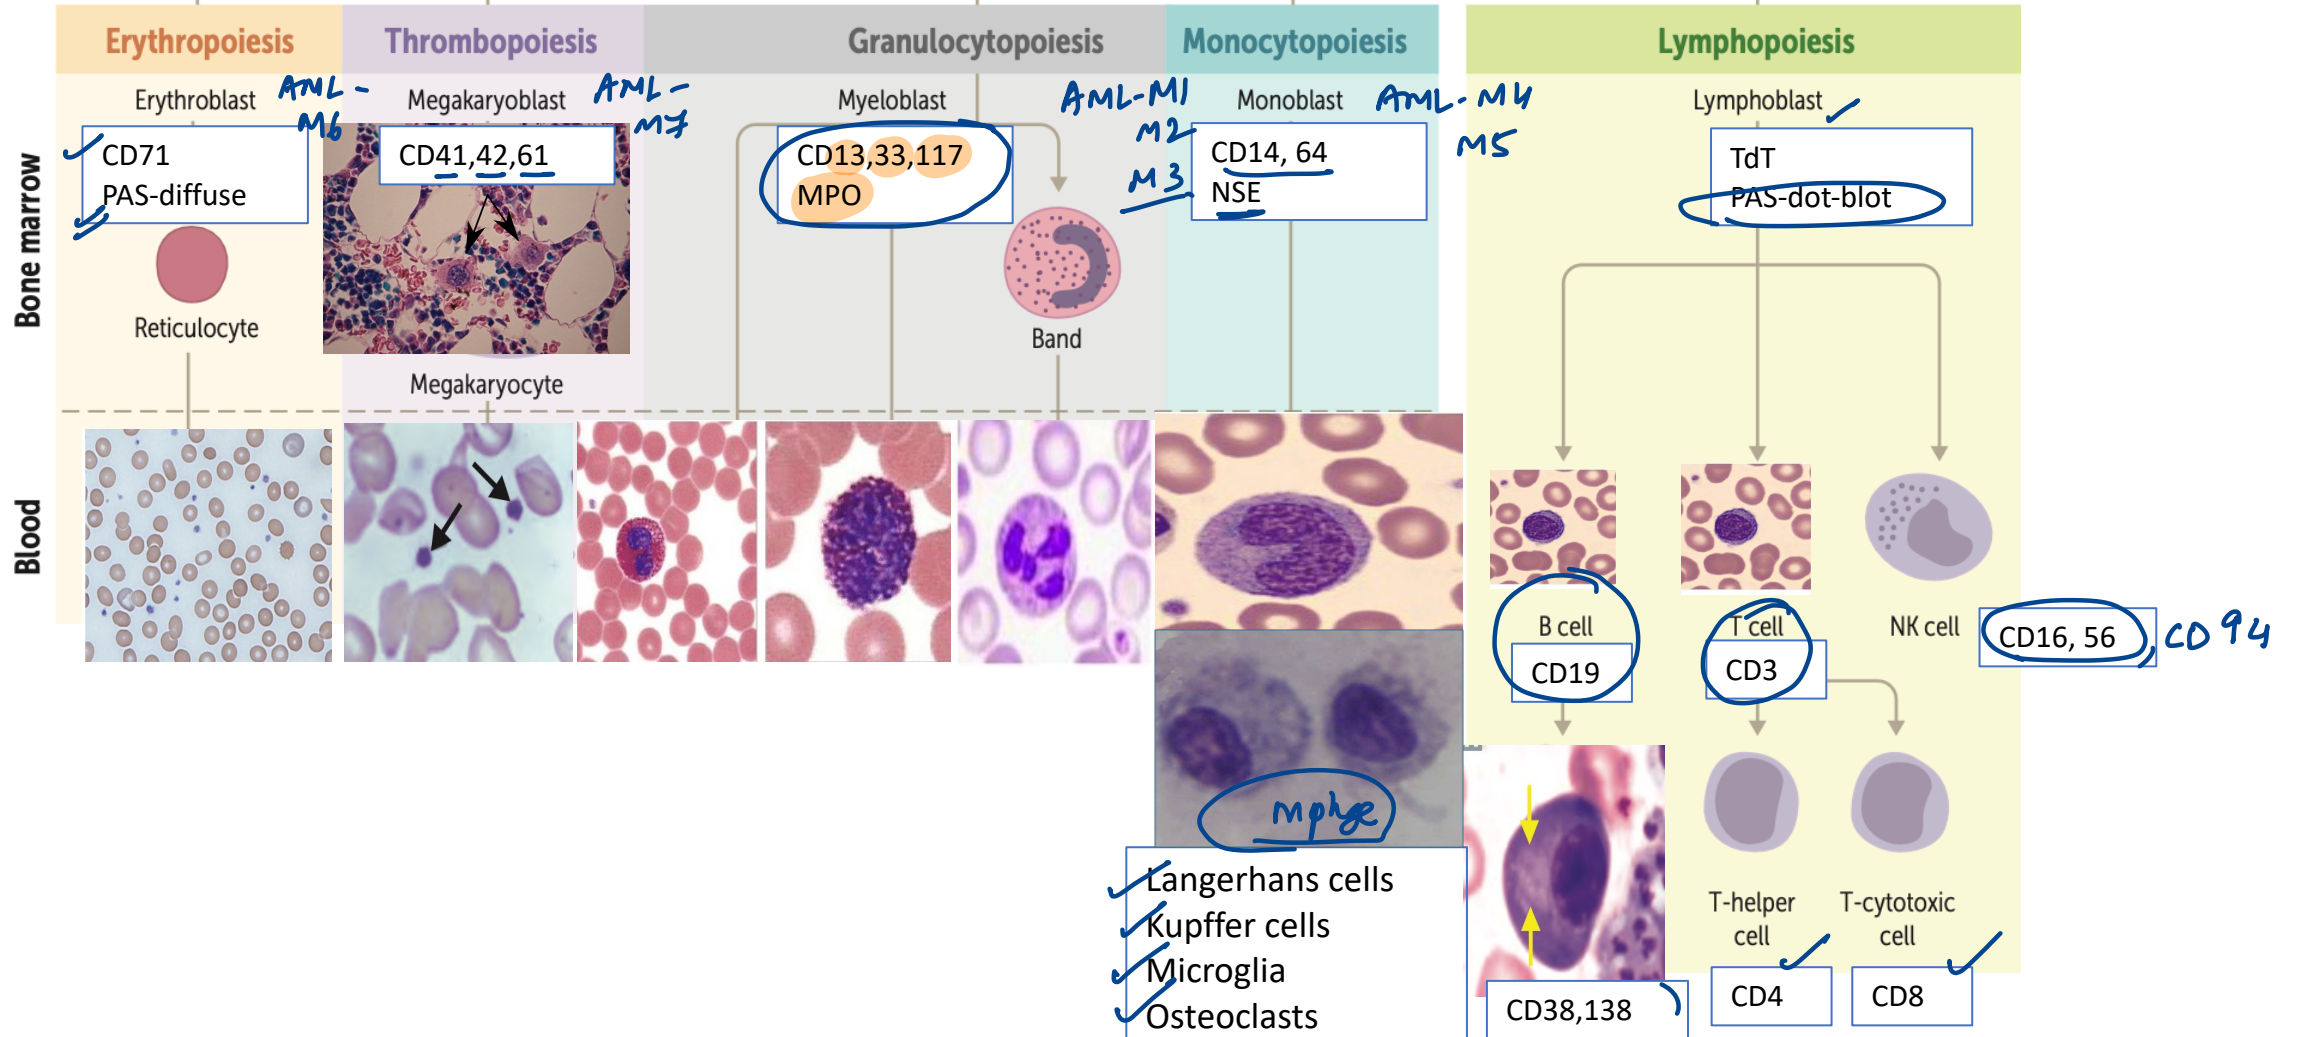 Erythropoiesis
Thrombopoiesis
Granulocytopoiesis
Monocytopoiesis
Lymphopoiesis
Bone marrow
Erythroblast
AML-
M6
CD71
PAS-diffuse
Reticulocyte
Megakaryoblast
AML-
M7
CD41,42,61
Megakaryocyte
Myeloblast
AML-M1
M2
M3
CD13,33,117
MPO
Band
Monoblast
AML-M4
M5
CD14, 64
NSE
Lymphoblast
TdT
PAS-dot-blot
Blood
B cell
CD19
T cell
CD3
NK cell
CD16, 56
CD94
mphge
Langerhans cells
Kupffer cells
Microglia
Osteoclasts
CD38,138
T-helper
cell
CD4
T-cytotoxic
cell
CD8